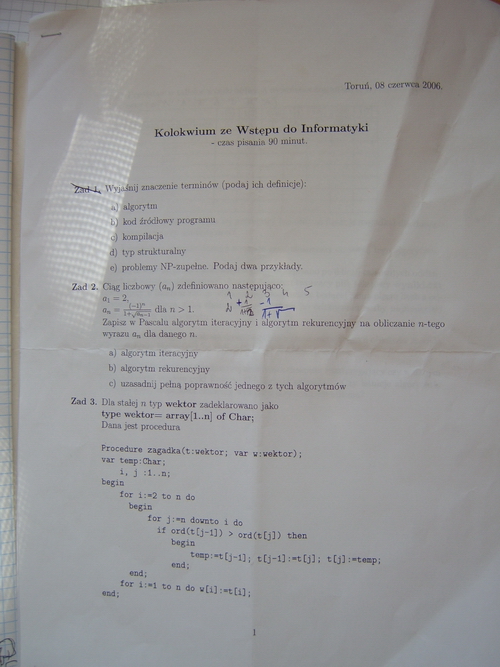 Toruń, 08 czerwca 2006.
Kolokwium ze Wstępu do Informatyki
- czas pisania 90 minut.
Zad 1. Wyjaśnij znaczenie terminów (podaj ich definicje):
a) algorytm
b) kod źródłowy programu
c) kompilacja
d) typ strukturalny
e) problemy NP-zupełne. Podaj dwa przykłady.
Zad 2. Ciąg liczbowy (aₙ) zdefiniowano następująco:
1 2 3 4 5
a₁ = 2,
aₙ = (-1)ⁿ / 1+√aₙ₋₁ dla n > 1.
Zapisz w Pascalu algorytm iteracyjny i algorytm rekurencyjny na obliczanie n-tego
wyrazu aₙ dla danego n.
a) algorytm iteracyjny
b) algorytm rekurencyjny
c) uzasadnij pełną poprawność jednego z tych algorytmów
Zad 3. Dla stałej n typ wektor zadeklarowano jako
type wektor= array[1..n] of Char;
Dana jest procedura
Procedure zagadka(t:wektor; var w:wektor);
var temp:Char;
i, j :1..n;
begin
for i:=2 to n do
begin
for j:=n downto i do
if ord(t[j-1]) > ord(t[j]) then
begin
temp:=t[j-1]; t[j-1]:=t[j]; t[j]:=temp;
end;
end;
for i:=1 to n do w[i]:=t[i];
end;
1